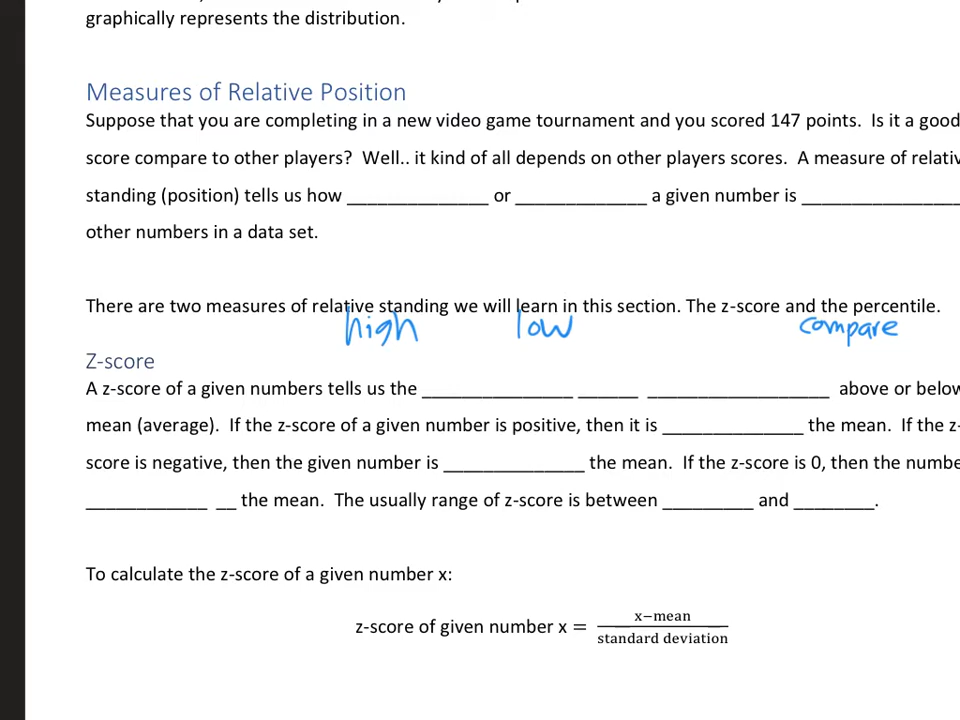 graphically represents the distribution.
Measures of Relative Position
Suppose that you are completing in a new video game tournament and you scored 147 points. Is it a good
score compare to other players? Well.. it kind of all depends on other players scores. A measure of relativ
standing (position) tells us how ______________ or _____________ a given number is ________________
other numbers in a data set.
There are two measures of relative standing we will learn in this section. The z-score and the percentile.
high low compare
Z-score
A z-score of a given numbers tells us the _______________ ______ __________________ above or below
mean (average). If the z-score of a given number is positive, then it is ______________ the mean. If the z-
score is negative, then the given number is ______________ the mean. If the z-score is 0, then the numbe
____________ __ the mean. The usually range of z-score is between _________ and ________.
To calculate the z-score of a given number x:
z-score of given number x = x−mean
standard deviation